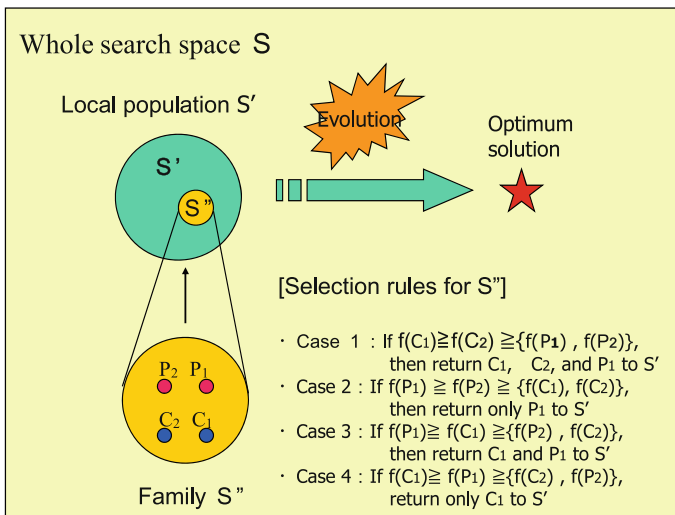 Whole search space S
Local population S'
Evolution
Optimum
solution
S'
S"
[Selection rules for S"]
・ Case 1 : If f(C₁)≧f(C₂) ≧{f(P₁) , f(P₂)},
then return C₁, C₂, and P₁ to S'
・ Case 2 : If f(P₁) ≧ f(P₂) ≧ {f(C₁), f(C₂)},
then return only P₁ to S'
・ Case 3 : If f(P₁)≧ f(C₁) ≧{f(P₂) , f(C₂)},
then return C₁ and P₁ to S'
・ Case 4 : If f(C₁)≧ f(P₁) ≧{f(C₂) , f(P₂)},
return only C₁ to S'
P₂ P₁
C₂ C₁
Family S"